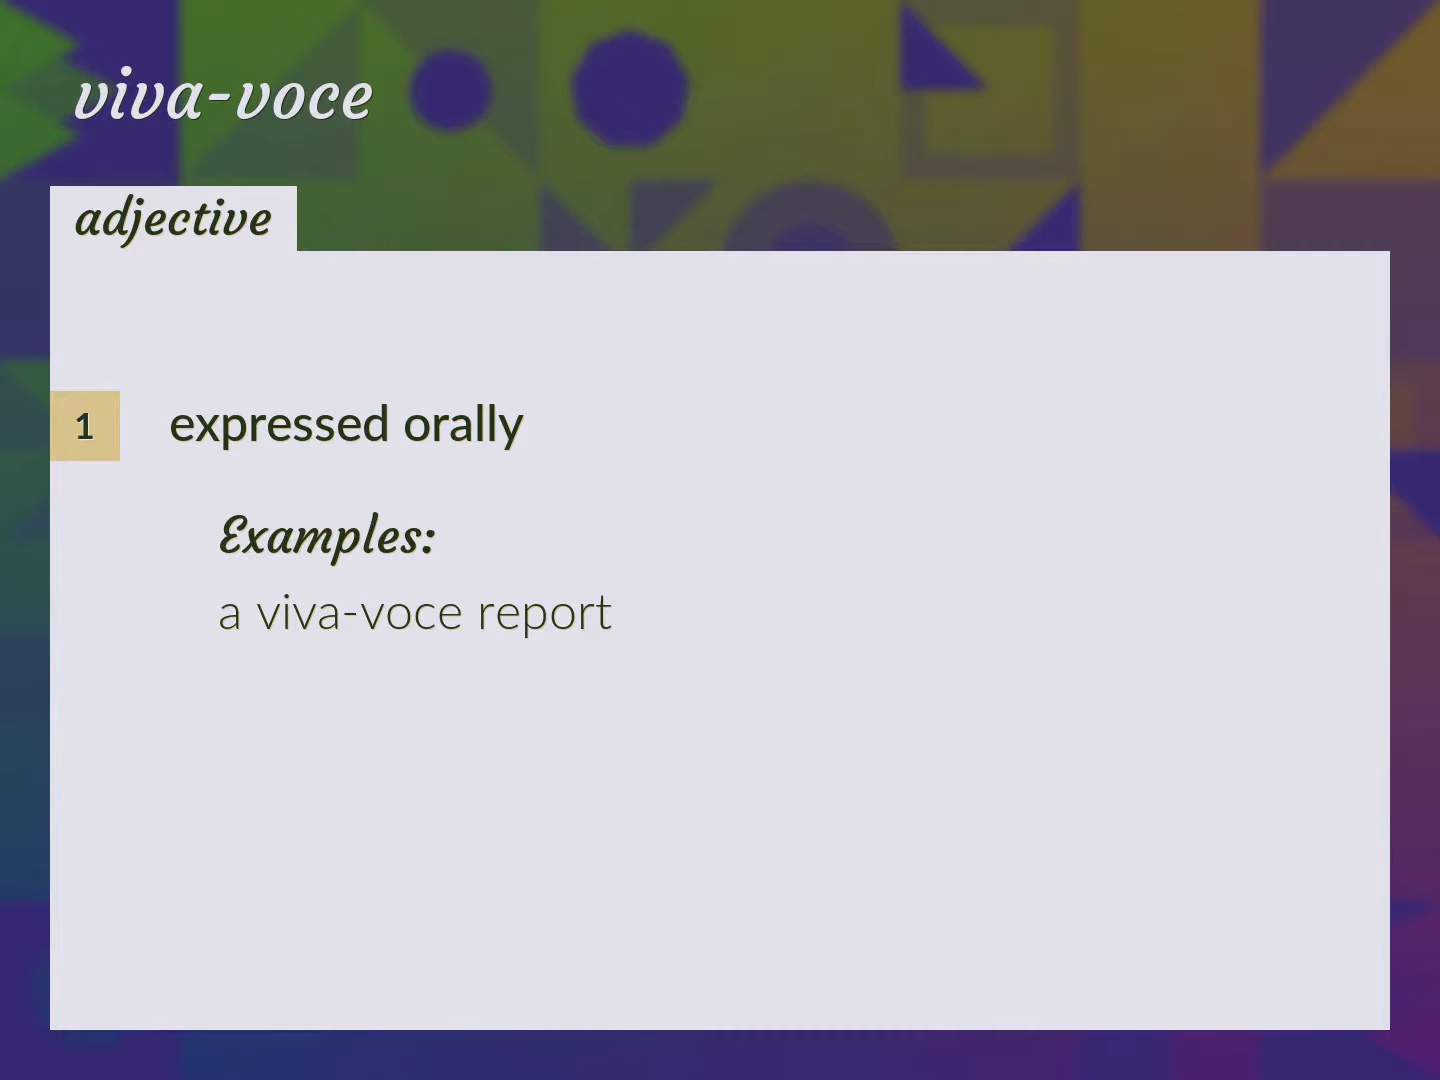 viva-voce
adjective
1 expressed orally
Examples:
a viva-voce report